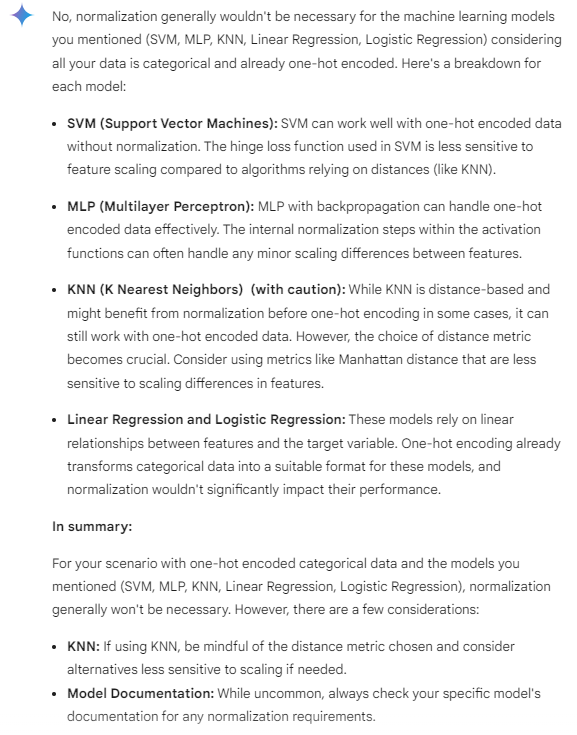 No, normalization generally wouldn't be necessary for the machine learning models
you mentioned (SVM, MLP, KNN, Linear Regression, Logistic Regression) considering
all your data is categorical and already one-hot encoded. Here's a breakdown for
each model:
• SVM (Support Vector Machines): SVM can work well with one-hot encoded data
without normalization. The hinge loss function used in SVM is less sensitive to
feature scaling compared to algorithms relying on distances (like KNN).
• MLP (Multilayer Perceptron): MLP with backpropagation can handle one-hot
encoded data effectively. The internal normalization steps within the activation
functions can often handle any minor scaling differences between features.
• KNN (K Nearest Neighbors) (with caution): While KNN is distance-based and
might benefit from normalization before one-hot encoding in some cases, it can
still work with one-hot encoded data. However, the choice of distance metric
becomes crucial. Consider using metrics like Manhattan distance that are less
sensitive to scaling differences in features.
• Linear Regression and Logistic Regression: These models rely on linear
relationships between features and the target variable. One-hot encoding already
transforms categorical data into a suitable format for these models, and
normalization wouldn't significantly impact their performance.
In summary:
For your scenario with one-hot encoded categorical data and the models you
mentioned (SVM, MLP, KNN, Linear Regression, Logistic Regression), normalization
generally won't be necessary. However, there are a few considerations:
• KNN: If using KNN, be mindful of the distance metric chosen and consider
alternatives less sensitive to scaling if needed.
• Model Documentation: While uncommon, always check your specific model's
documentation for any normalization requirements.